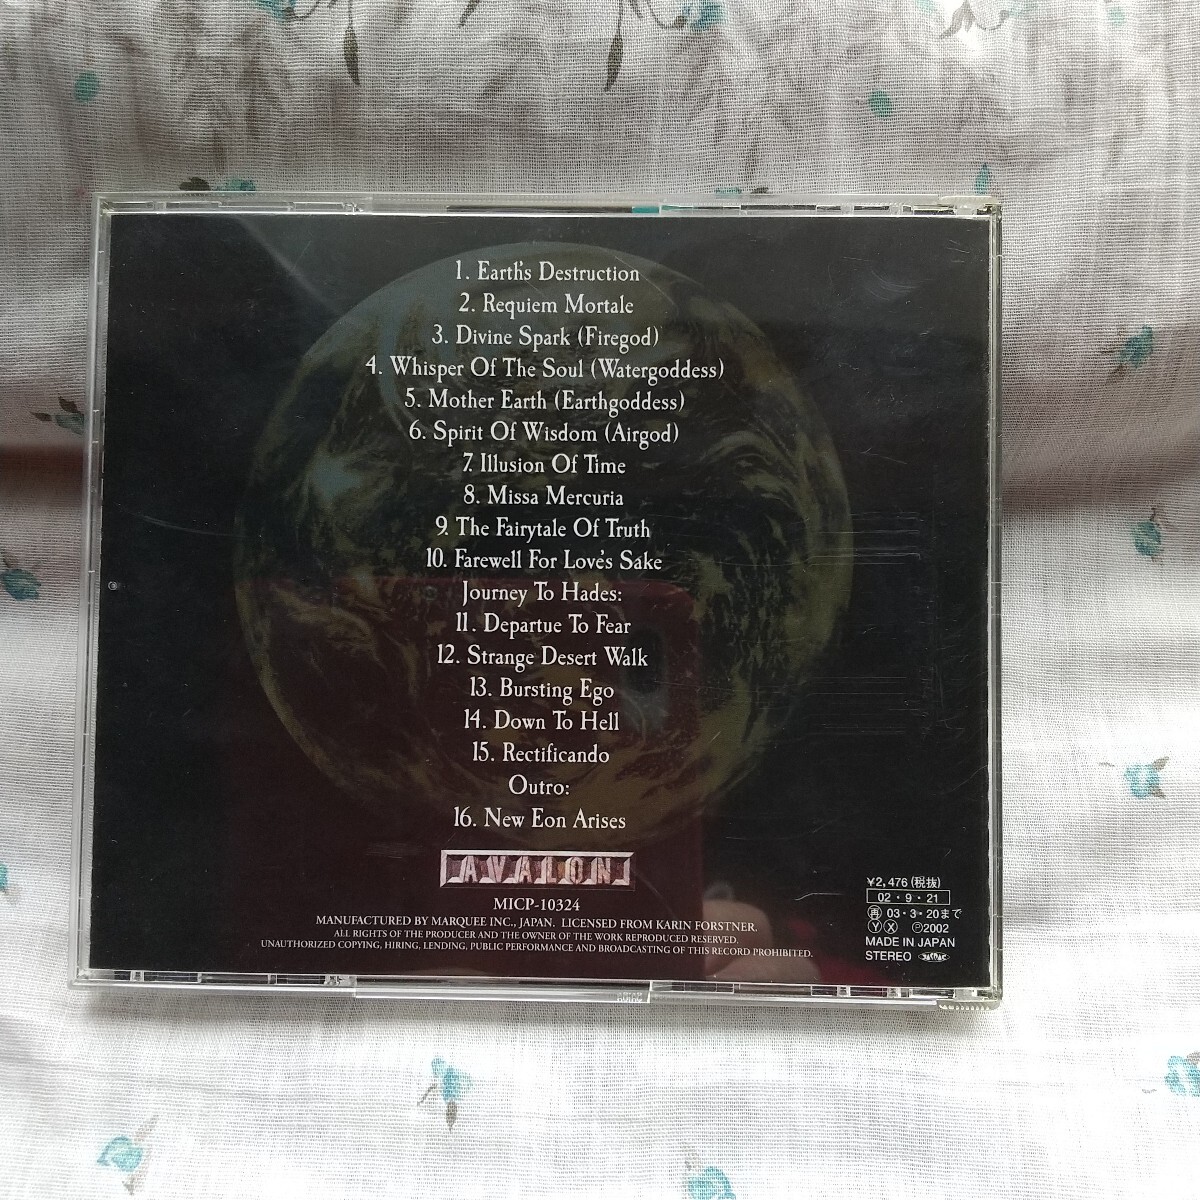 1. Earth's Destruction
2. Requiem Mortale
3. Divine Spark (Firegod)
4. Whisper Of The Soul (Watergoddess)
5. Mother Earth (Earthgoddess)
6. Spirit Of Wisdom (Airgod)
7. Illusion Of Time
8. Missa Mercuria
9. The Fairytale Of Truth
10. Farewell For Love's Sake
Journey To Hades:
11. Departue To Fear
12. Strange Desert Walk
13. Bursting Ego
14. Down To Hell
15. Rectificando
Outro:
16. New Eon Arises
AVALON
MICP-10324
MANUFACTURED BY MARQUEE INC., JAPAN. LICENSED FROM KARIN FORSTNER.
ALL RIGHTS OF THE PRODUCER AND THE OWNER OF THE WORK REPRODUCED RESERVED.
UNAUTHORIZED COPYING, HIRING, LENDING, PUBLIC PERFORMANCE AND BROADCASTING OF THIS RECORD PROHIBITED.
¥2,476 (税抜)
02・9・21
再 03・3・20まで
Y X ℗2002
MADE IN JAPAN
STEREO JASRAC